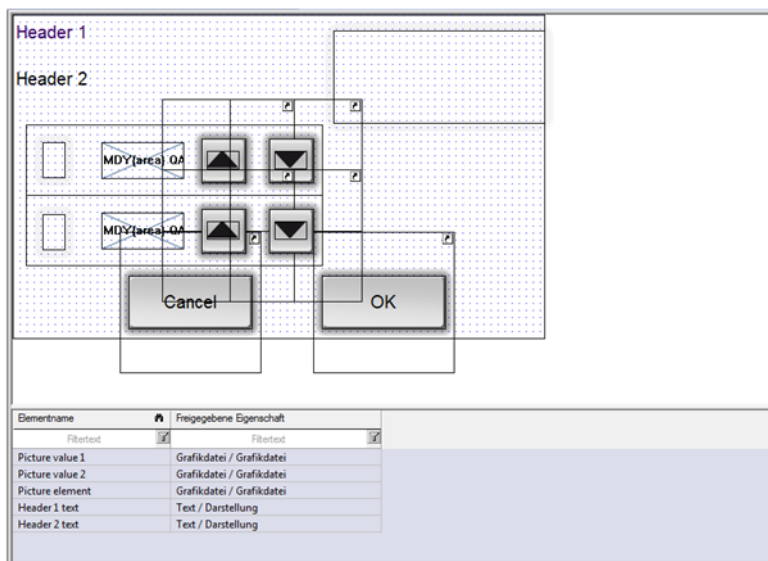 Header 1
Header 2
MDY(area) QA
MDY(area) QA
Cancel OK
Elementname Freigegebene Eigenschaft
Filtertext Filtertext
Picture value 1 Grafikdatei / Grafikdatei
Picture value 2 Grafikdatei / Grafikdatei
Picture element Grafikdatei / Grafikdatei
Header 1 text Text / Darstellung
Header 2 text Text / Darstellung